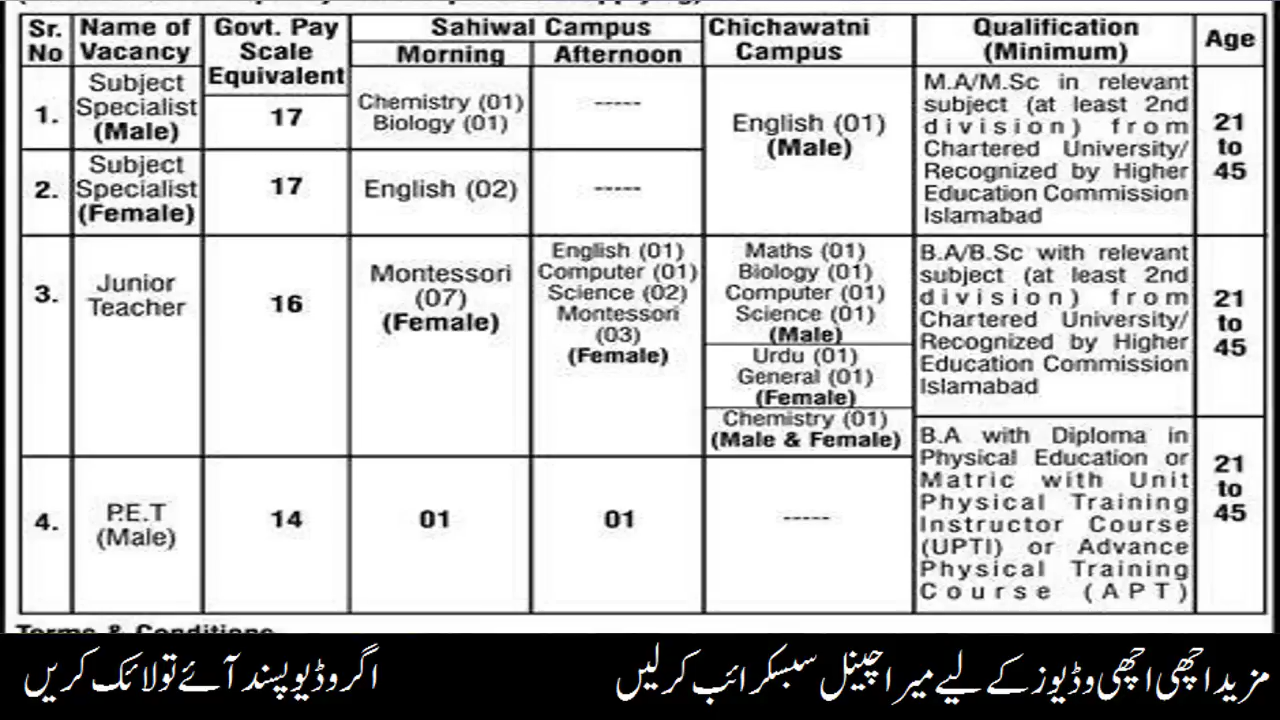 Sr. No
Name of Vacancy
Govt. Pay Scale Equivalent
Sahiwal Campus
Morning
Afternoon
Chichawatni Campus
Qualification (Minimum)
Age
1.
Subject
Specialist
(Male)
17
Chemistry (01)
Biology (01)
-----
English (01)
(Male)
M.A/M.Sc in relevant
subject (at least 2nd
division) from
Chartered University/
Recognized by Higher
Education Commission
Islamabad
21
to
45
2.
Subject
Specialist
(Female)
17
English (02)
-----
3.
Junior
Teacher
16
Montessori
(07)
(Female)
English (01)
Computer (01)
Science (02)
Montessori
(03)
(Female)
Maths (01)
Biology (01)
Computer (01)
Science (01)
(Male)
Urdu (01)
General (01)
(Female)
Chemistry (01)
(Male & Female)
B.A/B.Sc with relevant
subject (at least 2nd
division) from
Chartered University/
Recognized by Higher
Education Commission
Islamabad
21
to
45
4.
P.E.T
(Male)
14
01
01
-----
B.A with Diploma in
Physical Education or
Matric with Unit
Physical Training
Instructor Course
(UPTI) or Advance
Physical Training
Course (APT)
21
to
45
Terms & Conditions
مزید اچھی اچھی وڈیوز کے لیے میرا چینل سبسکرائب کرلیں
اگر وڈیو پسند آئے تو لائک کریں